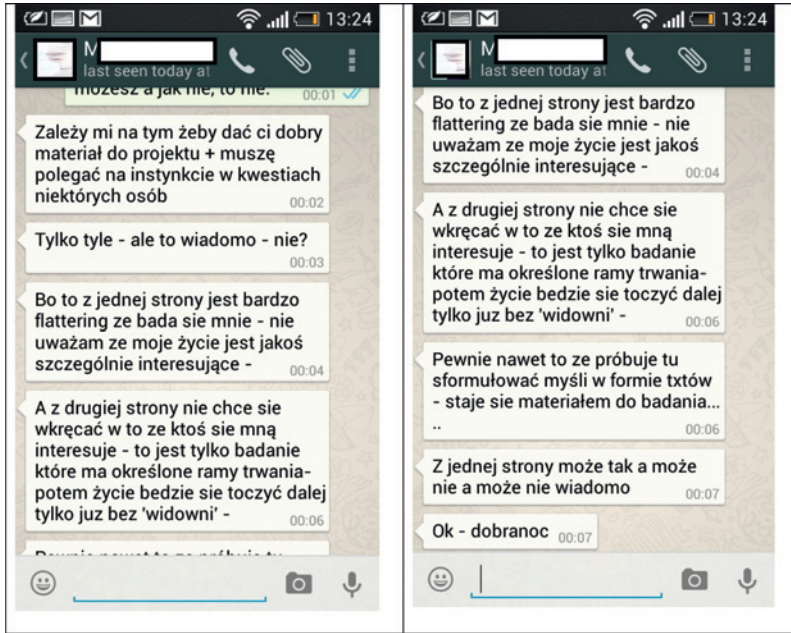 13:24
M
last seen today at
możesz a jak nie, to nie.
00:01
Zależy mi na tym żeby dać ci dobry
materiał do projektu + muszę
polegać na instynkcie w kwestiach
niektórych osób
00:02
Tylko tyle - ale to wiadomo - nie?
00:03
Bo to z jednej strony jest bardzo
flattering ze bada sie mnie - nie
uważam ze moje życie jest jakoś
szczególnie interesujące -
00:04
A z drugiej strony nie chce sie
wkręcać w to ze ktoś sie mną
interesuje - to jest tylko badanie
które ma określone ramy trwania-
potem życie bedzie sie toczyć dalej
tylko juz bez 'widowni' -
00:06
13:24
M
last seen today at
Bo to z jednej strony jest bardzo
flattering ze bada sie mnie - nie
uważam ze moje życie jest jakoś
szczególnie interesujące -
00:04
A z drugiej strony nie chce sie
wkręcać w to ze ktoś sie mną
interesuje - to jest tylko badanie
które ma określone ramy trwania-
potem życie bedzie sie toczyć dalej
tylko juz bez 'widowni' -
00:06
Pewnie nawet to ze próbuje tu
sformułować myśli w formie txtów
- staje sie materiałem do badania...
..
00:06
Z jednej strony może tak a może
nie a może nie wiadomo
00:07
Ok - dobranoc
00:07